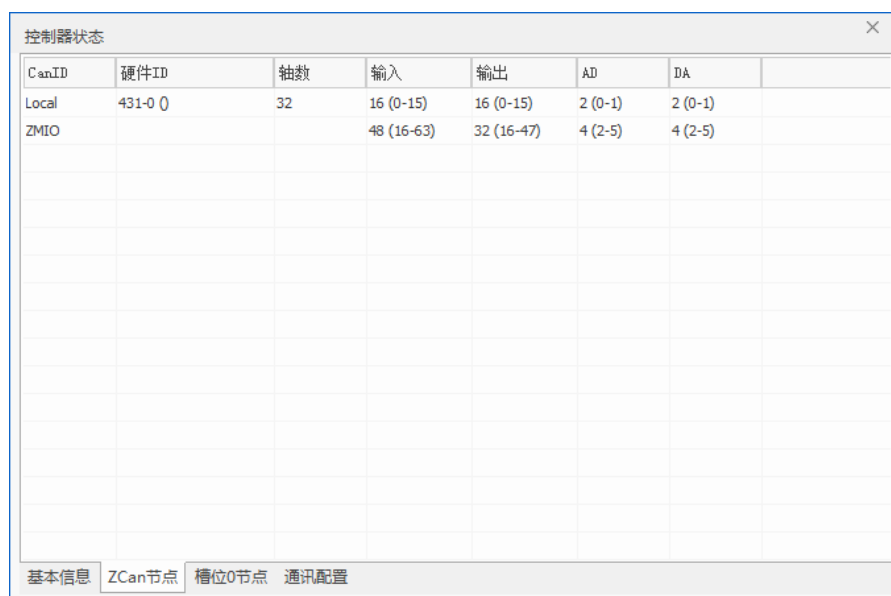 控制器状态
CanID 硬件ID 轴数 输入 输出 AD DA
Local 431-0 () 32 16 (0-15) 16 (0-15) 2 (0-1) 2 (0-1)
ZMIO 48 (16-63) 32 (16-47) 4 (2-5) 4 (2-5)
基本信息 ZCan节点 槽位0节点 通讯配置